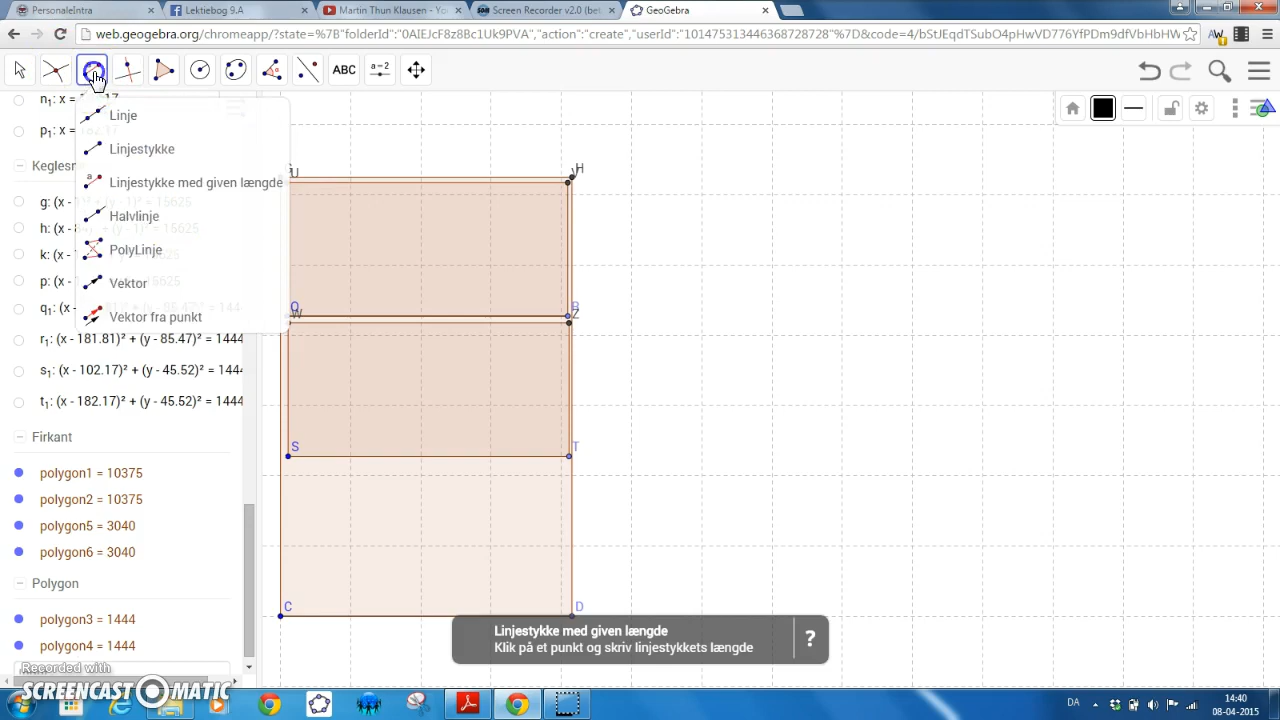 PersonaleIntra
Lektiebog 9.A
Martin Thun Klausen - Yo
Screen Recorder v2.0 (be
GeoGebra
web.geogebra.org/chromeapp/?state=%7B"folderId":"0AIEJcF8z8Bc1Uk9PVA","action":"create","userId":"101475313446368728728"%7D&code=4/bStJEqdTSubO4pHwVD776YfPDm9dfVbHbHW
ABC
a=2
Linje
Linjestykke
Linjestykke med given længde
Halvlinje
PolyLinje
Vektor
Vektor fra punkt
Keglesn
r₁: (x - 181.81)² + (y - 85.47)² = 1444
s₁: (x - 102.17)² + (y - 45.52)² = 1444
t₁: (x - 182.17)² + (y - 45.52)² = 1444
Firkant
polygon1 = 10375
polygon2 = 10375
polygon5 = 3040
polygon6 = 3040
Polygon
polygon3 = 1444
polygon4 = 1444
U
H
Q
R
W
Z
S
T
C
D
Linjestykke med given længde
Klik på et punkt og skriv linjestykkets længde
?
Recorded with
SCREENCAST MATIC
DA
14:40
08-04-2015